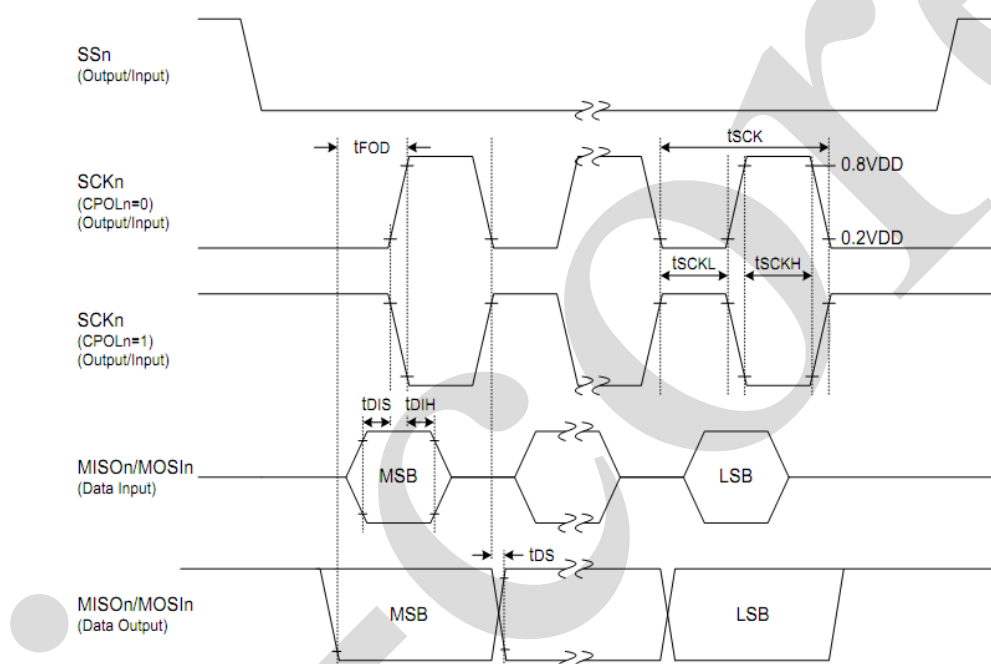 SSn
(Output/Input)
tFOD
tSCK
SCKn
(CPOLn=0)
(Output/Input)
0.8VDD
0.2VDD
tSCKL
tSCKH
SCKn
(CPOLn=1)
(Output/Input)
tDIS
tDIH
MISOn/MOSIn
(Data Input)
MSB
LSB
tDS
MISOn/MOSIn
(Data Output)
MSB
LSB